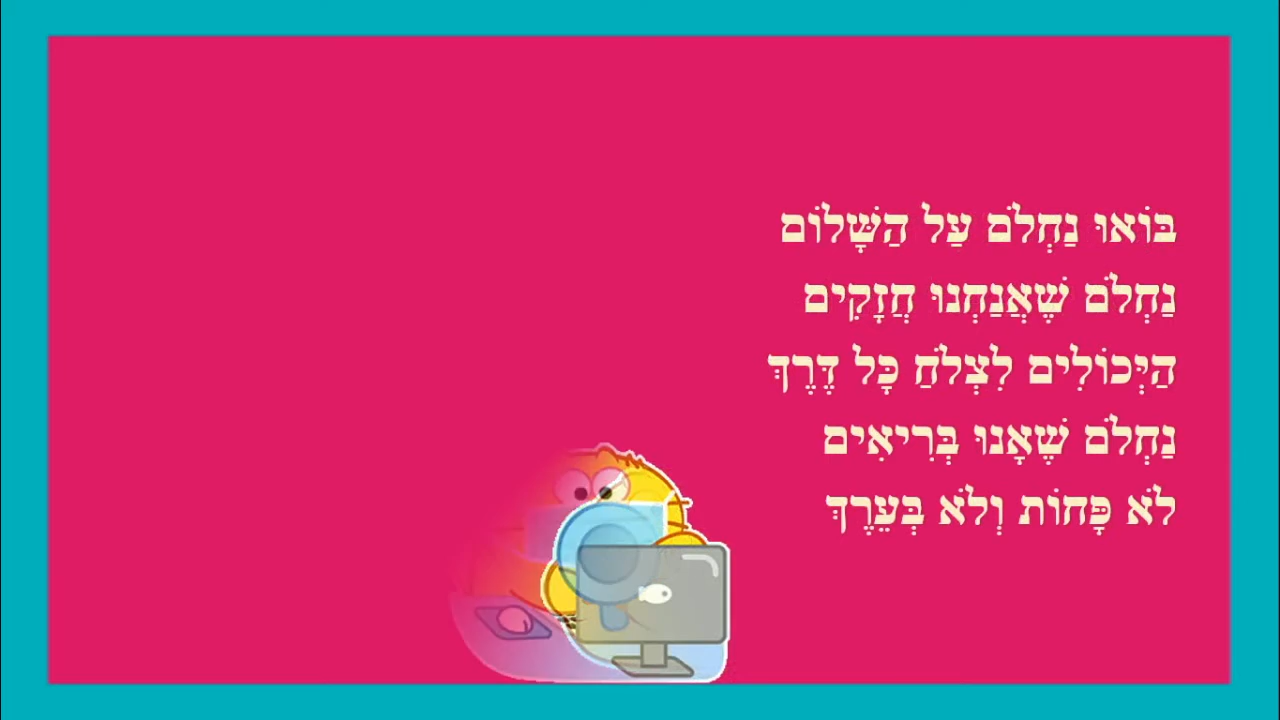 בּוֹאוּ נַחְלֹם עַל הַשָּׁלוֹם
נַחְלֹם שֶׁאֲנַחְנוּ חֲזָקִים
הַיְּכוֹלִים לִצְלֹחַ כָּל דֶּרֶךְ
נַחְלֹם שֶׁאָנוּ בְּרִיאִים
לֹא פָּחוֹת וְלֹא בְּעֵרֶךְ